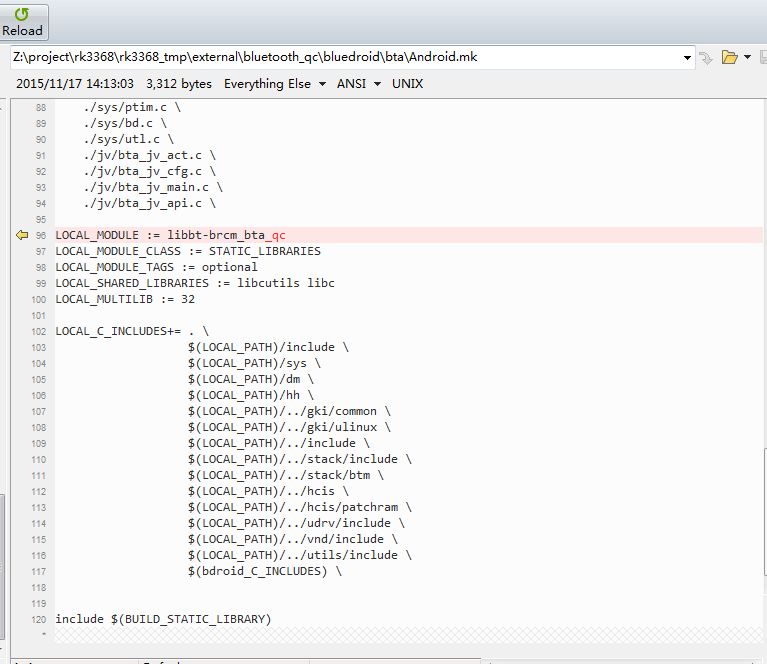 Reload
Z:\project\rk3368\rk3368_tmp\external\bluetooth_qc\bluedroid\bta\Android.mk
2015/11/17 14:13:03 3,312 bytes Everything Else ANSI UNIX
88 ./sys/ptim.c \
89 ./sys/bd.c \
90 ./sys/utl.c \
91 ./jv/bta_jv_act.c \
92 ./jv/bta_jv_cfg.c \
93 ./jv/bta_jv_main.c \
94 ./jv/bta_jv_api.c \
95
96 LOCAL_MODULE := libbt-brcm_bta_qc
97 LOCAL_MODULE_CLASS := STATIC_LIBRARIES
98 LOCAL_MODULE_TAGS := optional
99 LOCAL_SHARED_LIBRARIES := libcutils libc
100 LOCAL_MULTILIB := 32
101
102 LOCAL_C_INCLUDES+= . \
103 $(LOCAL_PATH)/include \
104 $(LOCAL_PATH)/sys \
105 $(LOCAL_PATH)/dm \
106 $(LOCAL_PATH)/hh \
107 $(LOCAL_PATH)/../gki/common \
108 $(LOCAL_PATH)/../gki/ulinux \
109 $(LOCAL_PATH)/../include \
110 $(LOCAL_PATH)/../stack/include \
111 $(LOCAL_PATH)/../stack/btm \
112 $(LOCAL_PATH)/../hcis \
113 $(LOCAL_PATH)/../hcis/patchram \
114 $(LOCAL_PATH)/../udrv/include \
115 $(LOCAL_PATH)/../vnd/include \
116 $(LOCAL_PATH)/../utils/include \
117 $(bdroid_C_INCLUDES) \
118
119
120 include $(BUILD_STATIC_LIBRARY)